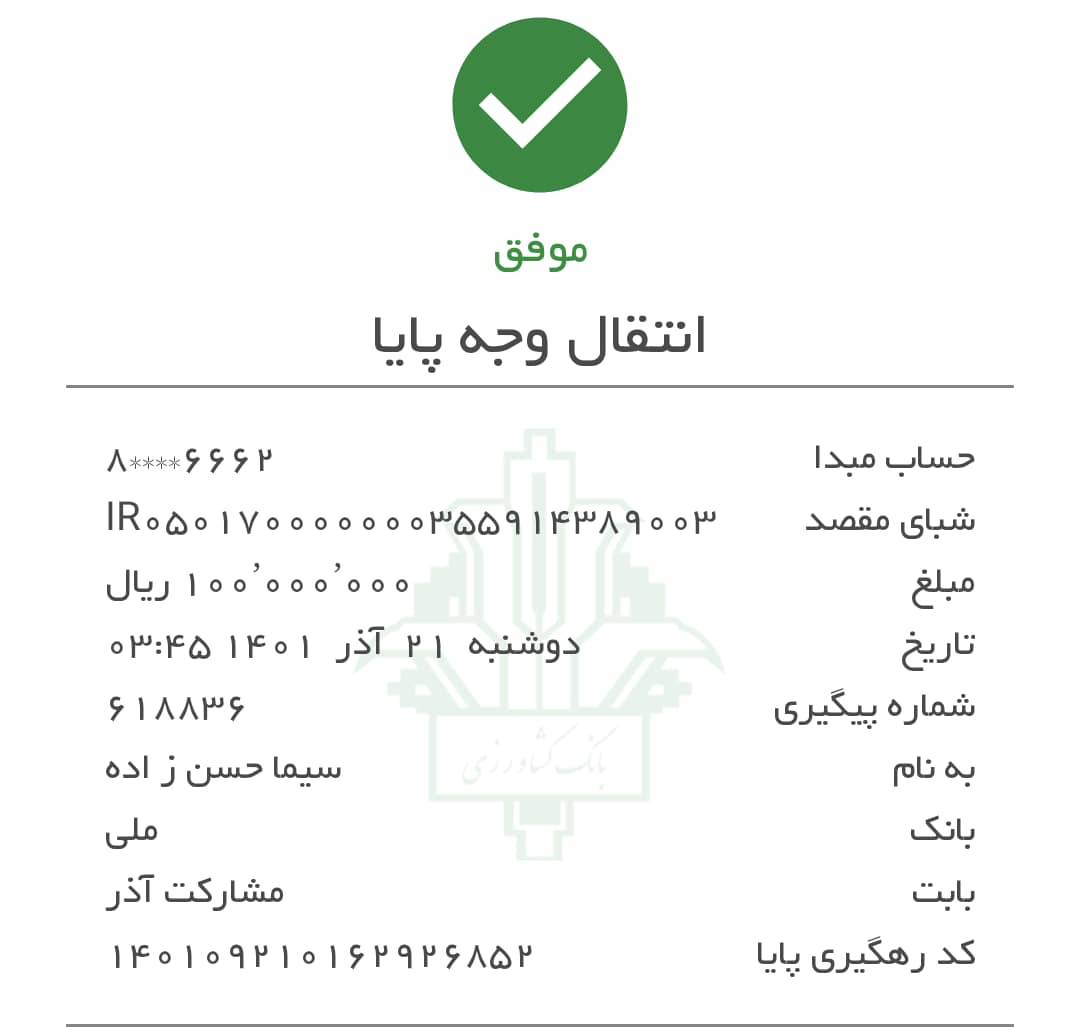 موفق
انتقال وجه پایا
حساب مبدا ۸****۶۶۶۲
شبای مقصد IR۰۵۰۱۷۰۰۰۰۰۰۰۳۵۵۹۱۴۳۸۹۰۰۳
مبلغ ۱۰۰٬۰۰۰٬۰۰۰ ریال
تاریخ دوشنبه ۲۱ آذر ۱۴۰۱ ۰۳:۴۵
شماره پیگیری ۶۱۸۸۳۶
به نام سیما حسن ز اده
بانک ملی
بابت مشارکت آذر
کد رهگیری پایا ۱۴۰۱۰۹۲۱۰۱۶۲۹۲۶۸۵۲
بانک کشاورزی